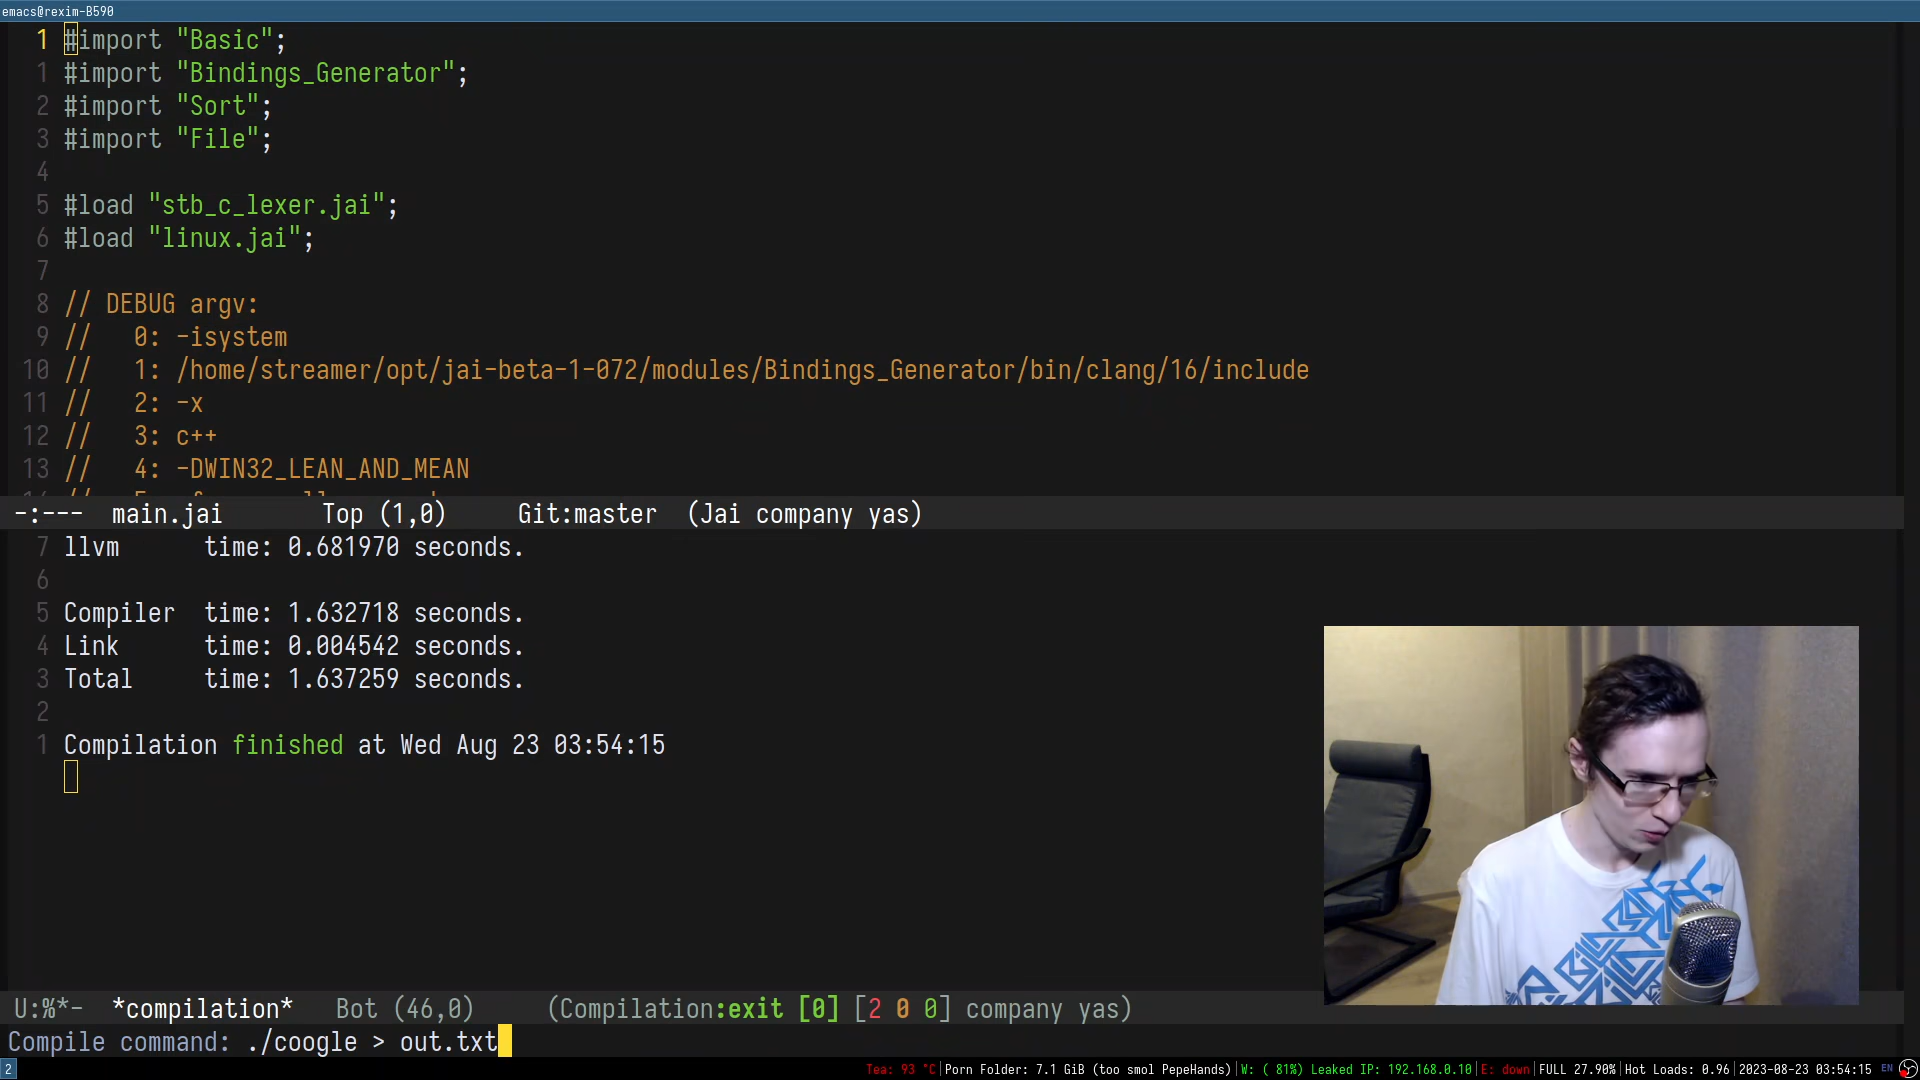 emacs@rexim-B590
1 #import "Basic";
1 #import "Bindings_Generator";
2 #import "Sort";
3 #import "File";
4
5 #load "stb_c_lexer.jai";
6 #load "linux.jai";
7
8 // DEBUG argv:
9 //   0: -isystem
10 //   1: /home/streamer/opt/jai-beta-1-072/modules/Bindings_Generator/bin/clang/16/include
11 //   2: -x
12 //   3: c++
13 //   4: -DWIN32_LEAN_AND_MEAN
-:---  main.jai       Top (1,0)     Git:master  (Jai company yas)
7 llvm      time: 0.681970 seconds.
6
5 Compiler  time: 1.632718 seconds.
4 Link      time: 0.004542 seconds.
3 Total     time: 1.637259 seconds.
2
1 Compilation finished at Wed Aug 23 03:54:15
U:%*-  *compilation*   Bot (46,0)     (Compilation:exit [0] [2 0 0] company yas)
Compile command: ./coogle > out.txt
2 Tea: 93 °C|Porn Folder: 7.1 GiB (too smol PepeHands)|W: ( 81%) Leaked IP: 192.168.0.10|E: down|FULL 27.90%|Hot Loads: 0.96|2023-08-23 03:54:15 EN